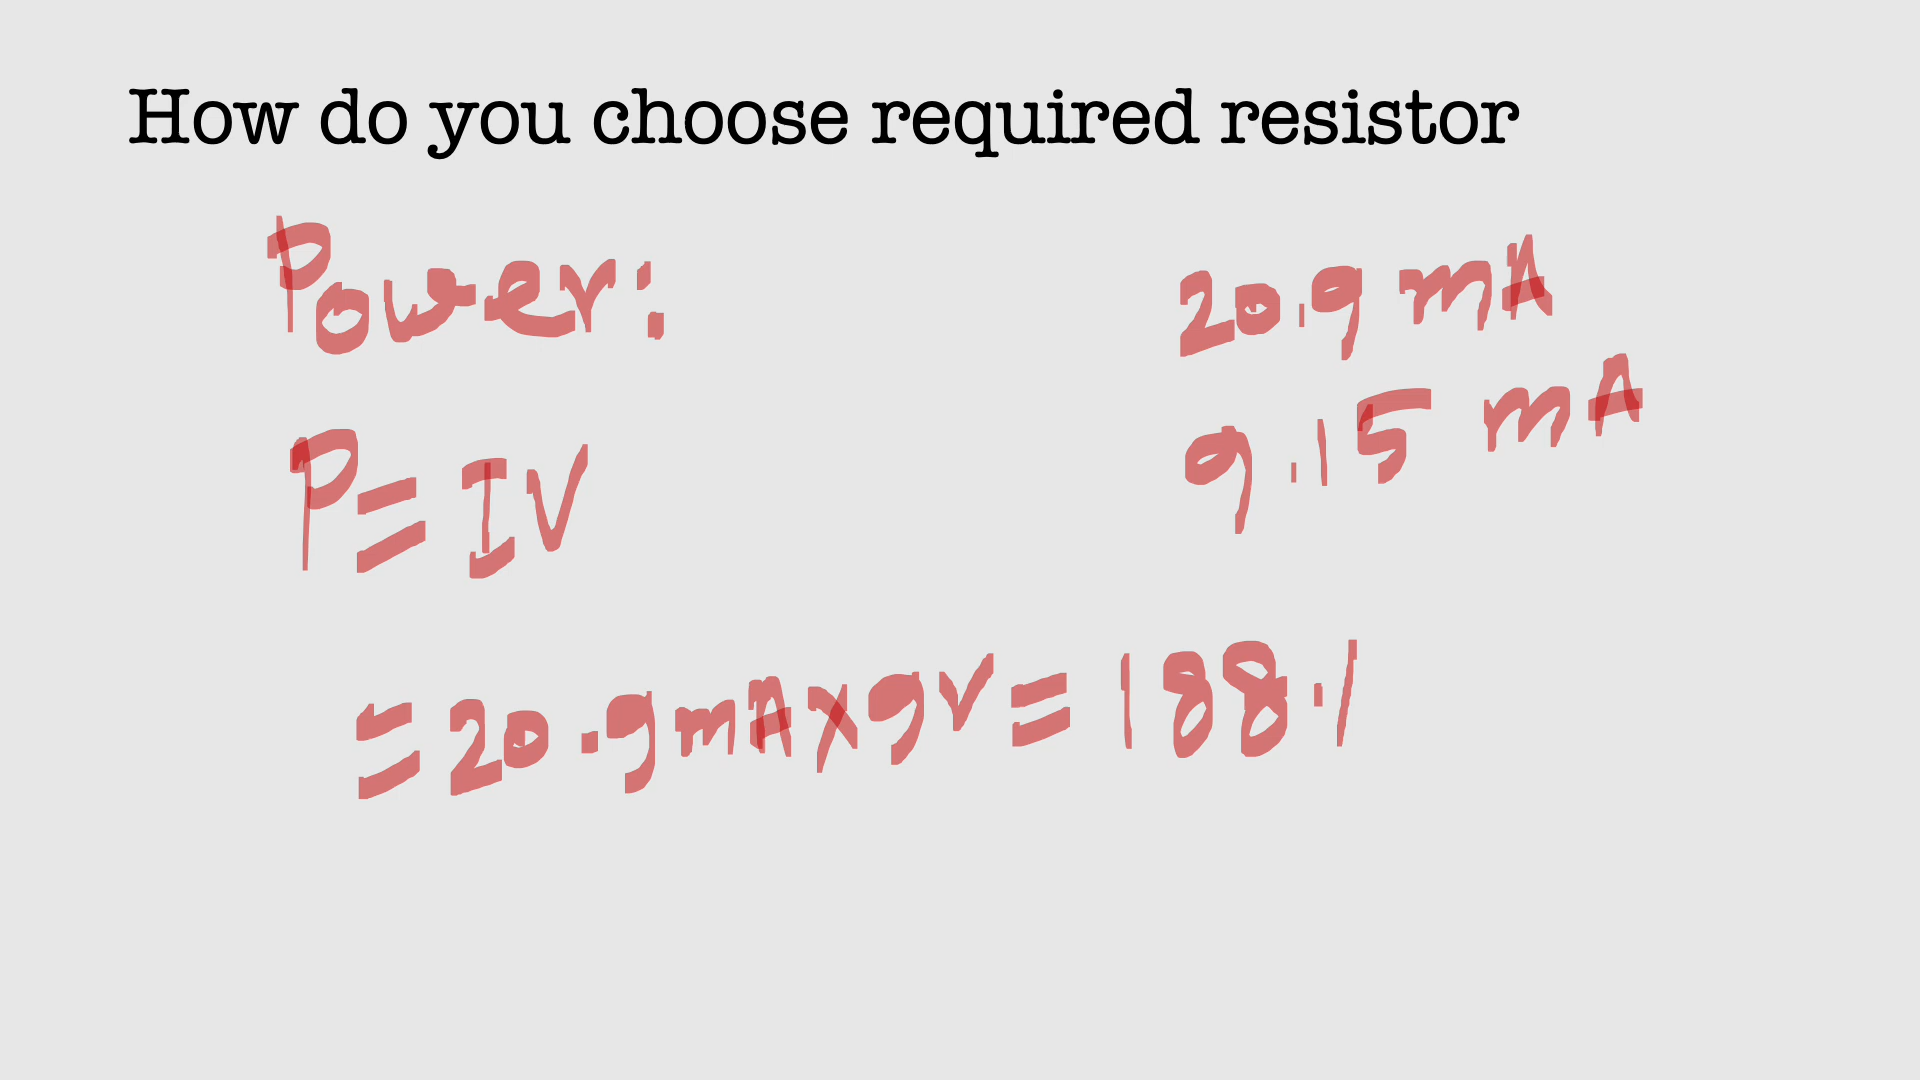 How do you choose required resistor
Power:
20.9 mA
9.15 mA
P = IV
= 20.9mA x 9V = 188.1